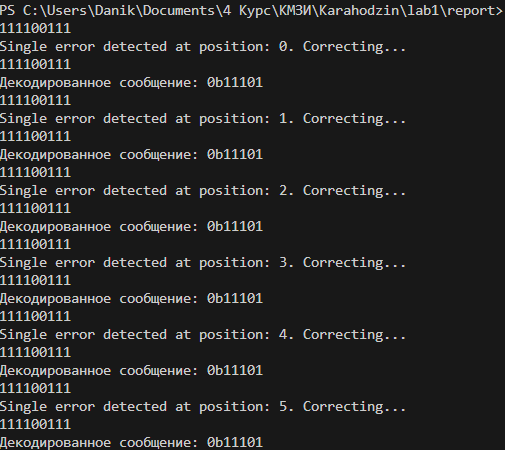 PS C:\Users\Danik\Documents\4 Курс\КМЗИ\Karahodzin\lab1\report>
111100111
Single error detected at position: 0. Correcting...
111100111
Декодированное сообщение: 0b11101
111100111
Single error detected at position: 1. Correcting...
111100111
Декодированное сообщение: 0b11101
111100111
Single error detected at position: 2. Correcting...
111100111
Декодированное сообщение: 0b11101
111100111
Single error detected at position: 3. Correcting...
111100111
Декодированное сообщение: 0b11101
111100111
Single error detected at position: 4. Correcting...
111100111
Декодированное сообщение: 0b11101
111100111
Single error detected at position: 5. Correcting...
111100111
Декодированное сообщение: 0b11101